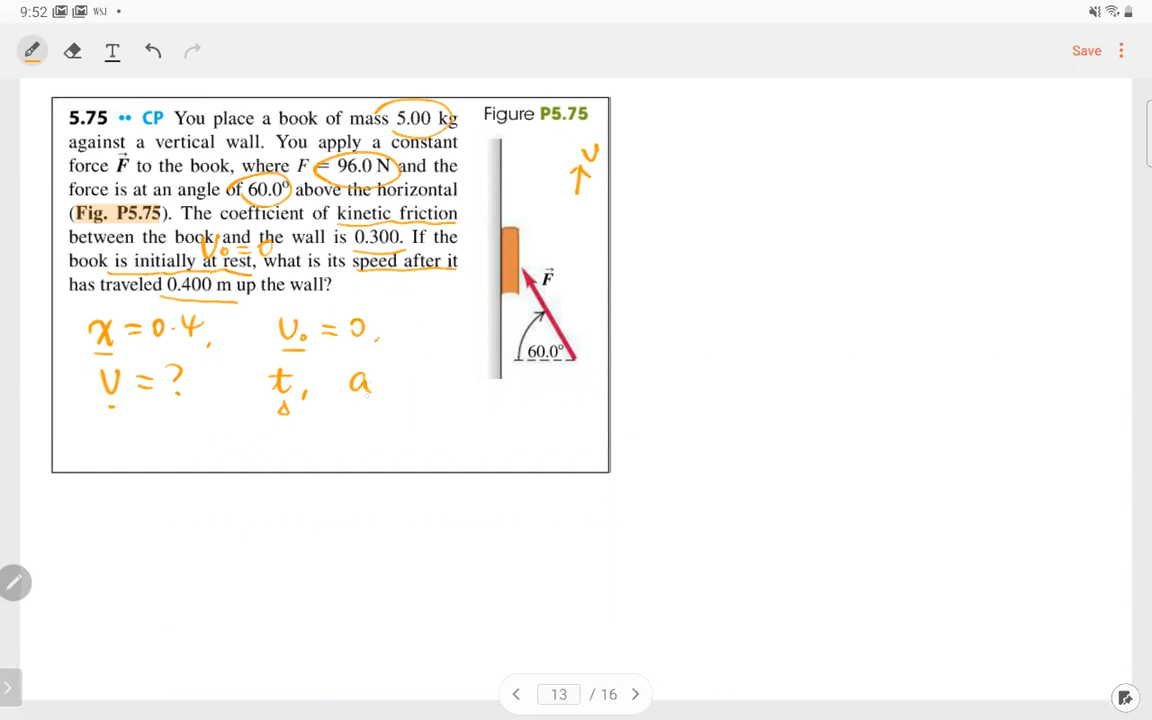 9:52 WSJ
T Save
5.75 •• CP You place a book of mass 5.00 kg
against a vertical wall. You apply a constant
force F⃗ to the book, where F = 96.0 N and the
force is at an angle of 60.0° above the horizontal
(Fig. P5.75). The coefficient of kinetic friction
between the book and the wall is 0.300. If the
book is initially at rest, what is its speed after it
has traveled 0.400 m up the wall?
v₀ = 0
x = 0.4, v₀ = 0,
v = ? t, a
Figure P5.75
v
F⃗
60.0°
13 / 16